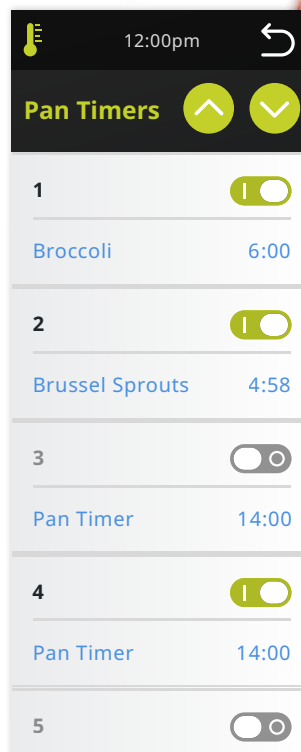 12:00pm
Pan Timers
1
Broccoli 6:00
2
Brussel Sprouts 4:58
3
Pan Timer 14:00
4
Pan Timer 14:00
5